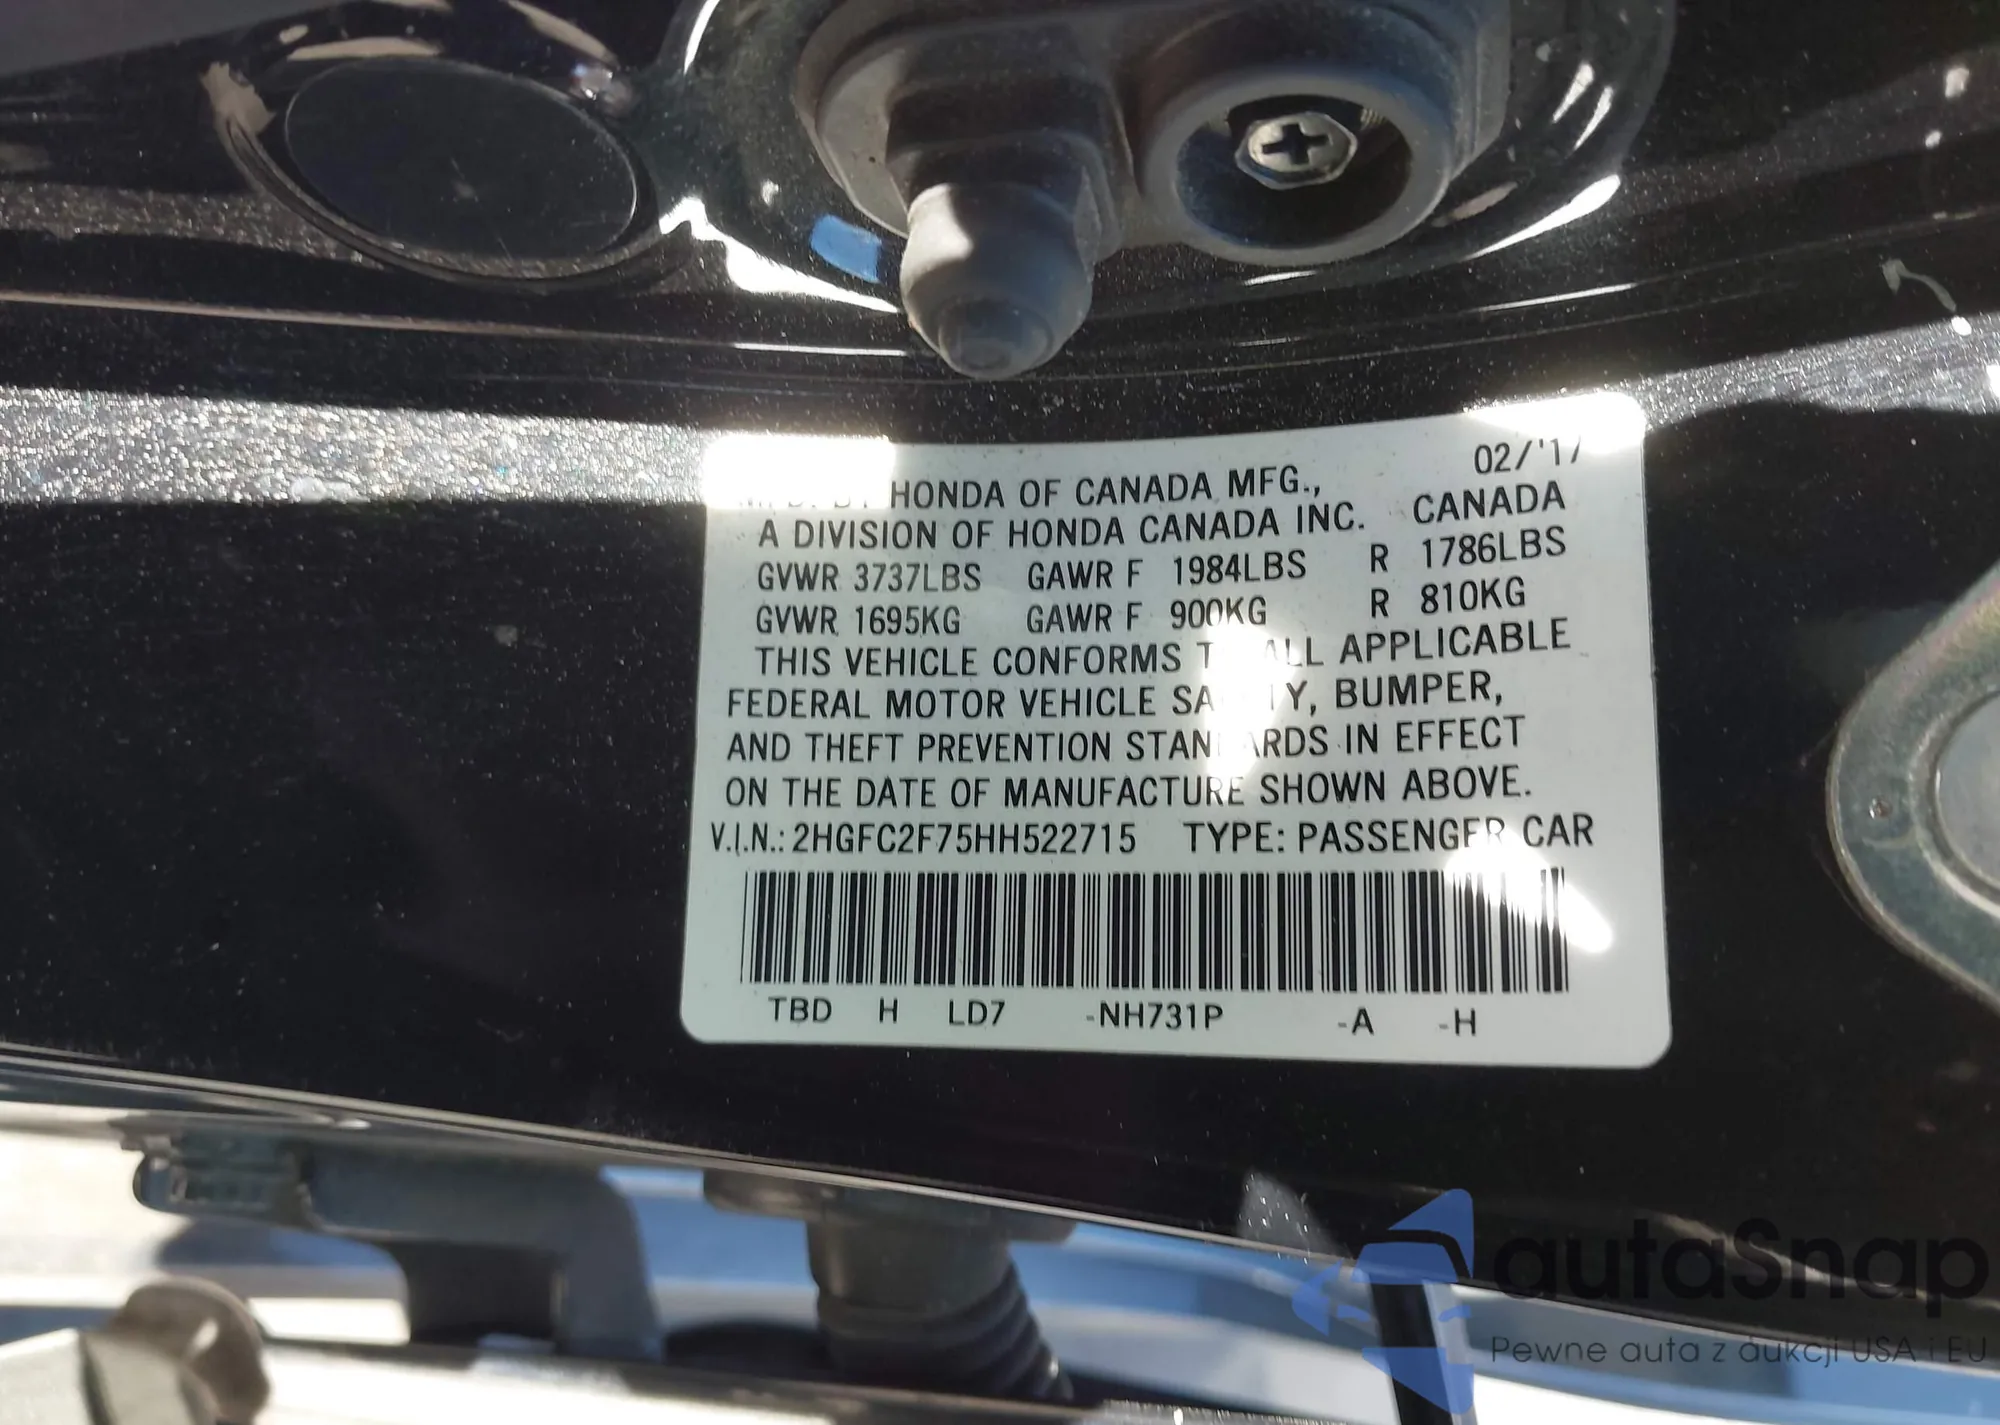 02/'17
HONDA OF CANADA MFG.,
A DIVISION OF HONDA CANADA INC. CANADA
GVWR 3737LBS GAWR F 1984LBS R 1786LBS
GVWR 1695KG GAWR F 900KG R 810KG
THIS VEHICLE CONFORMS ALL APPLICABLE
FEDERAL MOTOR VEHICLE SAFETY, BUMPER,
AND THEFT PREVENTION STANDARDS IN EFFECT
ON THE DATE OF MANUFACTURE SHOWN ABOVE.
V.I.N.: 2HGFC2F75HH522715 TYPE: PASSENGER CAR
TBD H LD7 -NH731P -A -H
autaSnap
Pewne auta z aukcji USA i EU